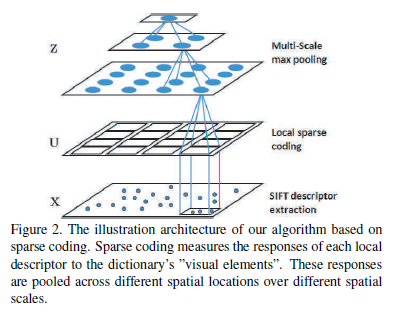 Z
Multi-Scale
max pooling
U
Local sparse
coding
X
SIFT descriptor
extraction
Figure 2. The illustration architecture of our algorithm based on
sparse coding. Sparse coding measures the responses of each local
descriptor to the dictionary's ”visual elements”. These responses
are pooled across different spatial locations over different spatial
scales.